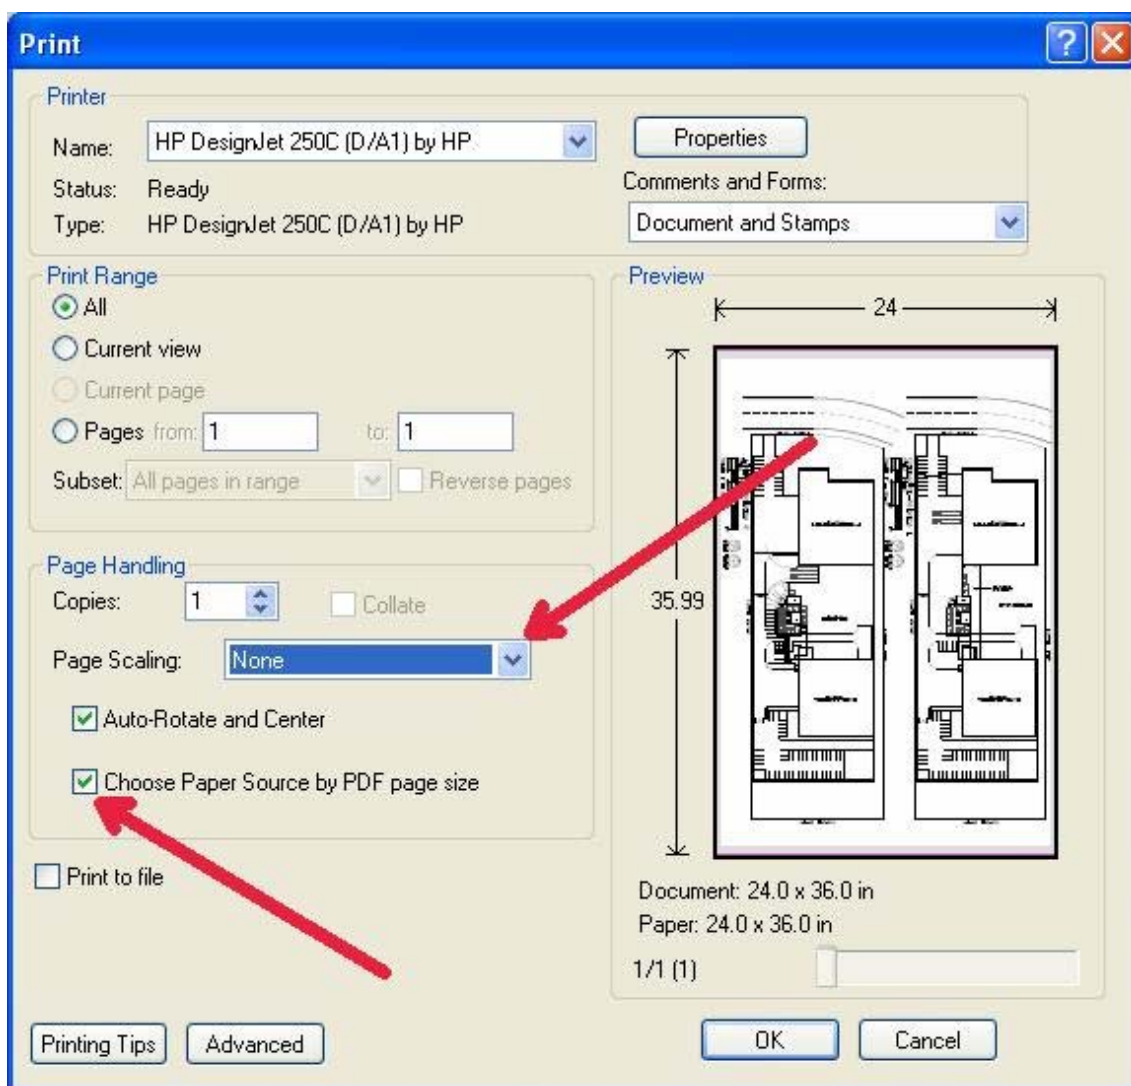 Print
Printer
Name: HP DesignJet 250C (D/A1) by HP
Properties
Status: Ready
Comments and Forms:
Type: HP DesignJet 250C (D/A1) by HP
Document and Stamps
Print Range
All
Current view
Current page
Pages from: 1 to: 1
Subset: All pages in range Reverse pages
Page Handling
Copies: 1 Collate
Page Scaling: None
Auto-Rotate and Center
Choose Paper Source by PDF page size
Print to file
Preview
24
35.99
Document: 24.0 x 36.0 in
Paper: 24.0 x 36.0 in
1/1 (1)
Printing Tips Advanced OK Cancel